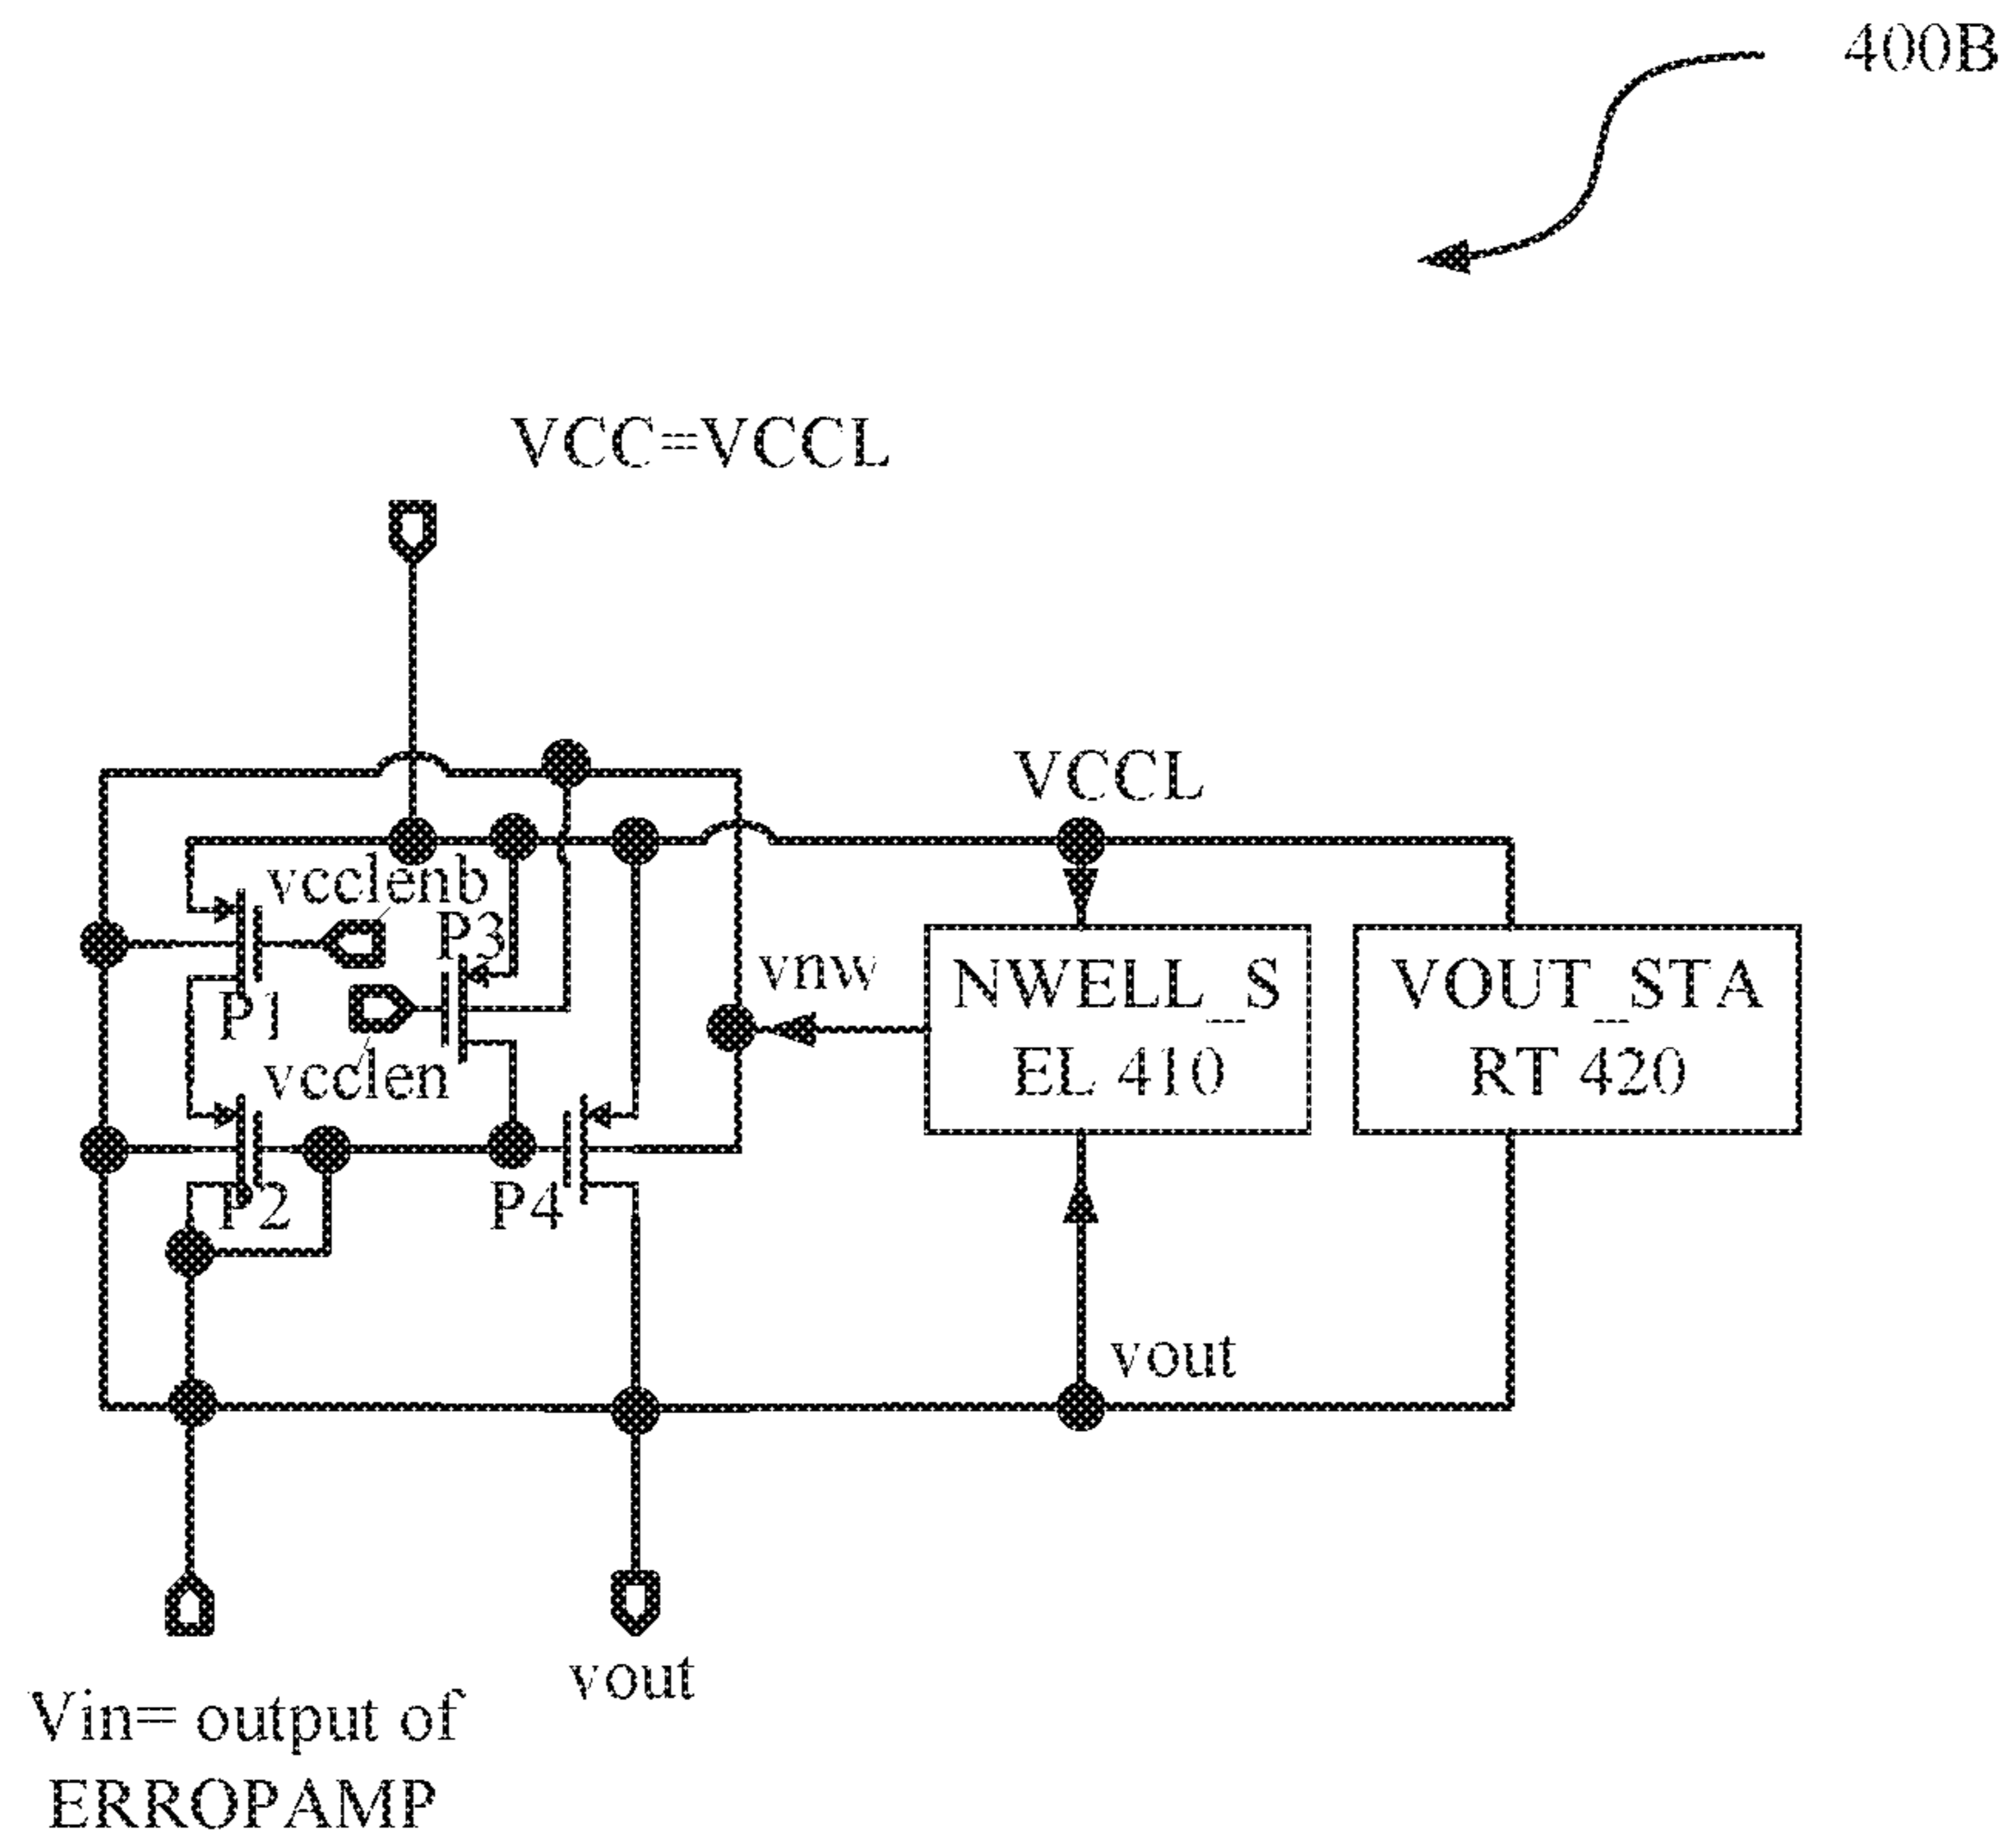 400B
VCC=VCCL
VCCL
vcclenb
P3
vnw
NWELL_S
EL 410
VOUT_STA
RT 420
P1
vcclen
P2
P4
vout
vout
Vin= output of
ERROPAMP